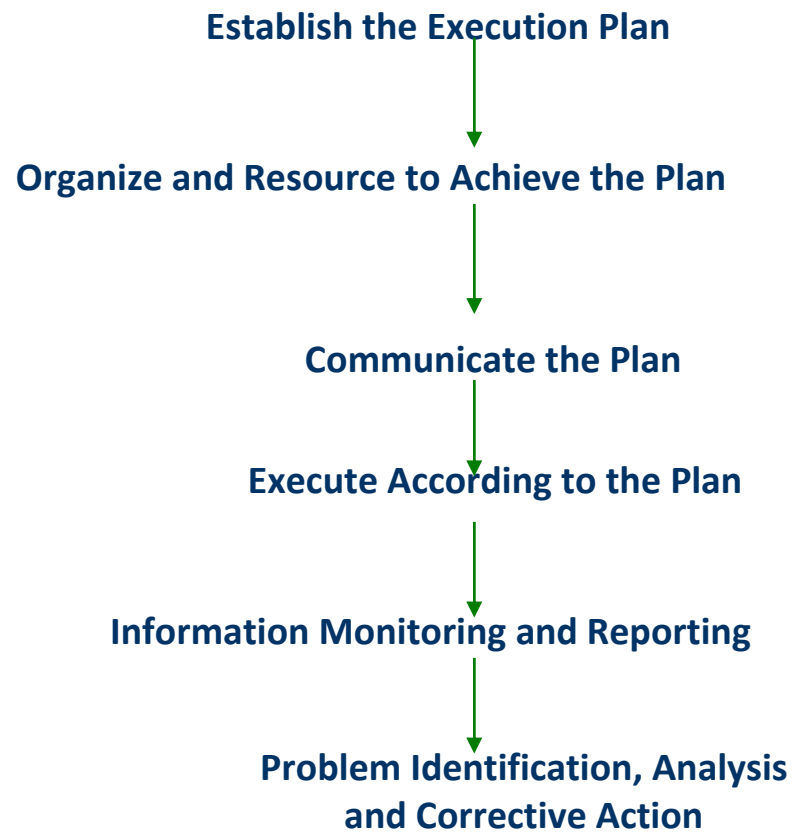 Establish the Execution Plan
Organize and Resource to Achieve the Plan
Communicate the Plan
Execute According to the Plan
Information Monitoring and Reporting
Problem Identification, Analysis
and Corrective Action